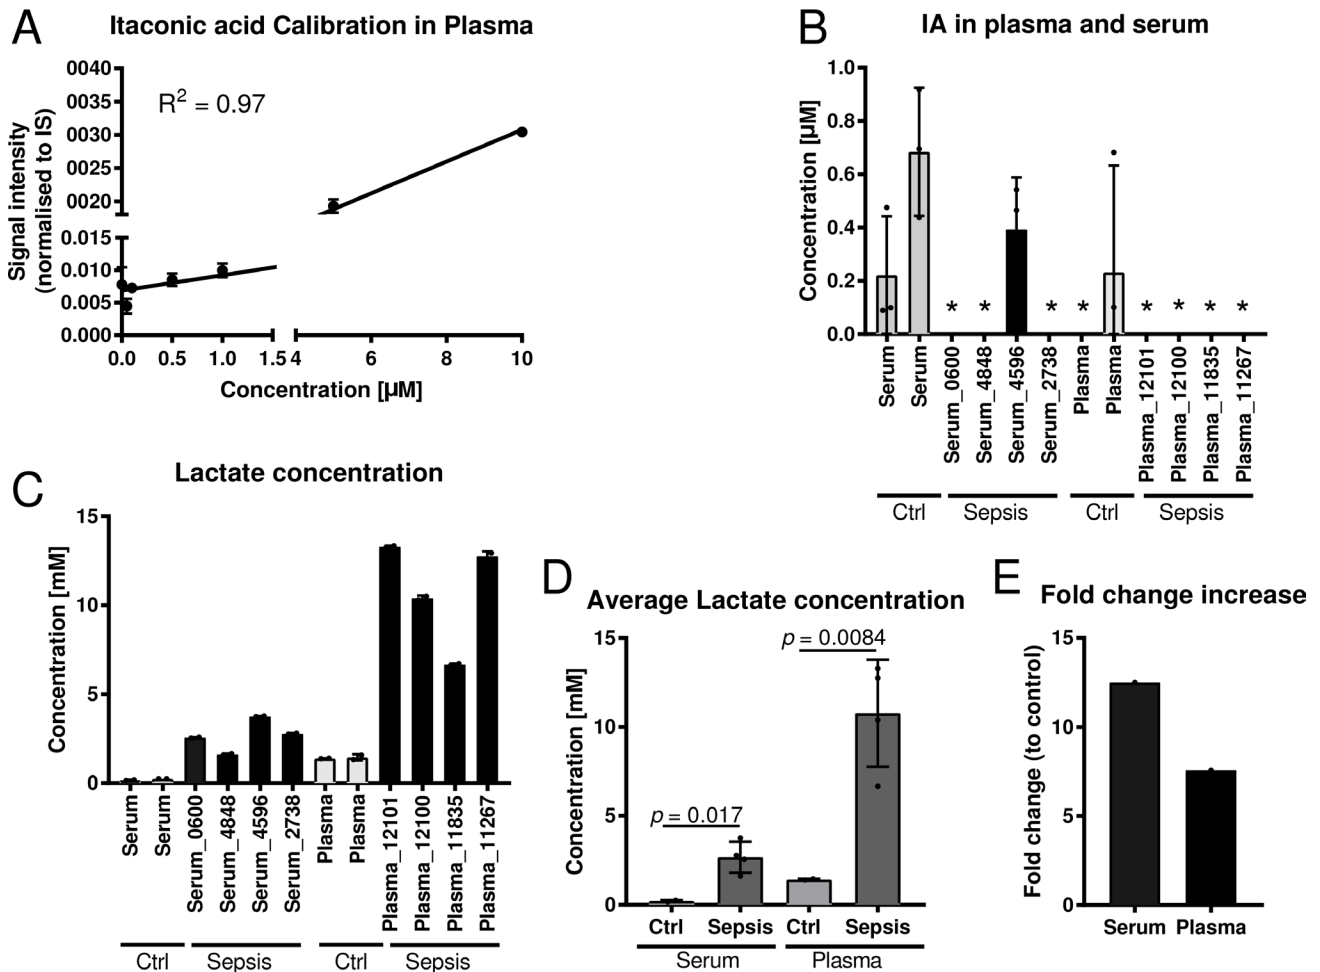 A
Itaconic acid Calibration in Plasma
Signal intensity
(normalised to IS)
0040
0035
0030
0025
0020
0.015
0.010
0.005
0.000
R² = 0.97
0.0 0.5 1.0 1.5 4 6 8 10
Concentration [µM]
B
IA in plasma and serum
Concentration [µM]
1.0
0.8
0.6
0.4
0.2
0.0
* * * * * * * *
Serum
Serum
Serum_0600
Serum_4848
Serum_4596
Serum_2738
Plasma
Plasma
Plasma_12101
Plasma_12100
Plasma_11835
Plasma_11267
Ctrl Sepsis Ctrl Sepsis
C
Lactate concentration
Concentration [mM]
15
10
5
0
Serum
Serum
Serum_0600
Serum_4848
Serum_4596
Serum_2738
Plasma
Plasma
Plasma_12101
Plasma_12100
Plasma_11835
Plasma_11267
Ctrl Sepsis Ctrl Sepsis
D
Average Lactate concentration
Concentration [mM]
15
10
5
0
p = 0.017
p = 0.0084
Ctrl Sepsis Ctrl Sepsis
Serum Plasma
E
Fold change increase
Fold change (to control)
15
10
5
0
Serum Plasma